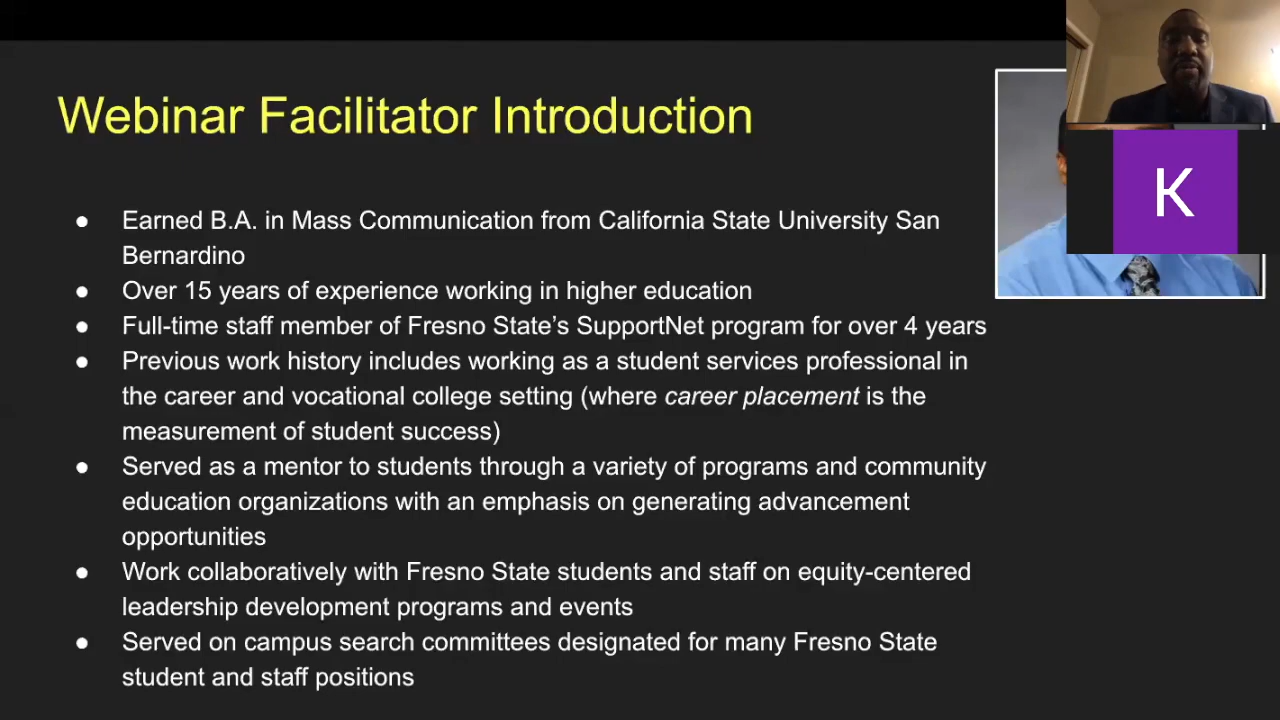 Webinar Facilitator Introduction
● Earned B.A. in Mass Communication from California State University San
Bernardino
● Over 15 years of experience working in higher education
● Full-time staff member of Fresno State’s SupportNet program for over 4 years
● Previous work history includes working as a student services professional in
the career and vocational college setting (where career placement is the
measurement of student success)
● Served as a mentor to students through a variety of programs and community
education organizations with an emphasis on generating advancement
opportunities
● Work collaboratively with Fresno State students and staff on equity-centered
leadership development programs and events
● Served on campus search committees designated for many Fresno State
student and staff positions
K